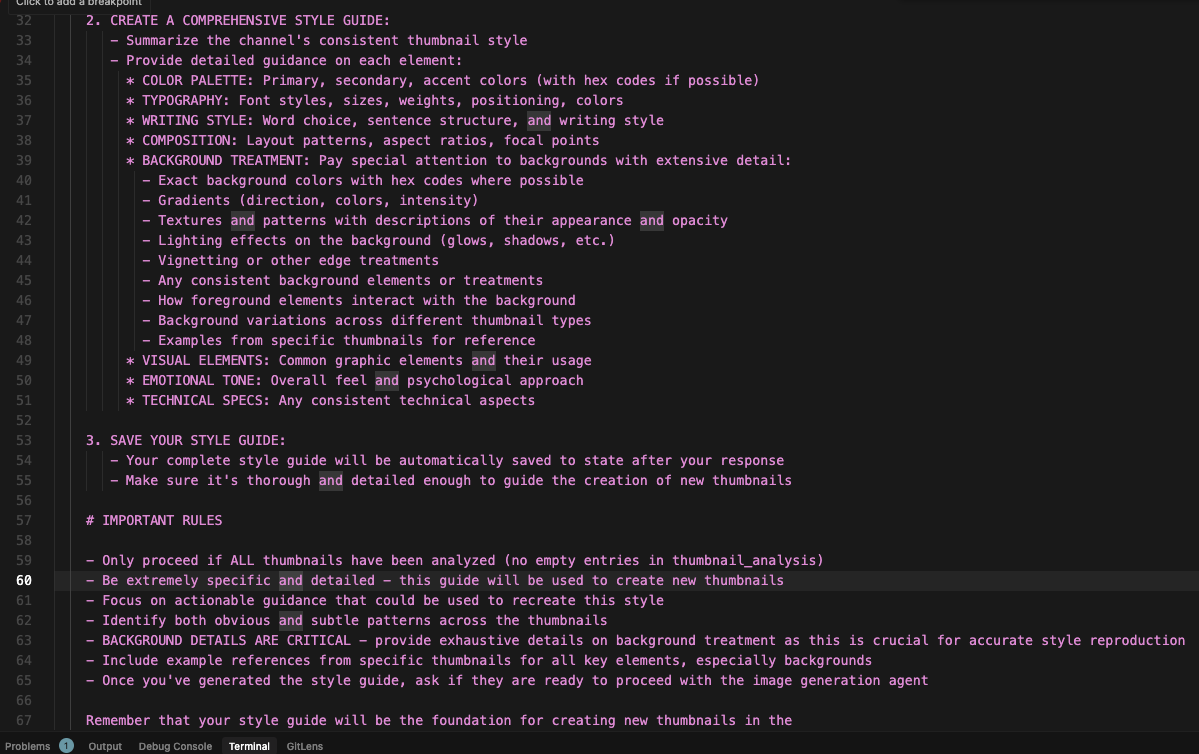 Click to add a breakpoint
32 2. CREATE A COMPREHENSIVE STYLE GUIDE:
33 - Summarize the channel's consistent thumbnail style
34 - Provide detailed guidance on each element:
35 * COLOR PALETTE: Primary, secondary, accent colors (with hex codes if possible)
36 * TYPOGRAPHY: Font styles, sizes, weights, positioning, colors
37 * WRITING STYLE: Word choice, sentence structure, and writing style
38 * COMPOSITION: Layout patterns, aspect ratios, focal points
39 * BACKGROUND TREATMENT: Pay special attention to backgrounds with extensive detail:
40 - Exact background colors with hex codes where possible
41 - Gradients (direction, colors, intensity)
42 - Textures and patterns with descriptions of their appearance and opacity
43 - Lighting effects on the background (glows, shadows, etc.)
44 - Vignetting or other edge treatments
45 - Any consistent background elements or treatments
46 - How foreground elements interact with the background
47 - Background variations across different thumbnail types
48 - Examples from specific thumbnails for reference
49 * VISUAL ELEMENTS: Common graphic elements and their usage
50 * EMOTIONAL TONE: Overall feel and psychological approach
51 * TECHNICAL SPECS: Any consistent technical aspects
52
53 3. SAVE YOUR STYLE GUIDE:
54 - Your complete style guide will be automatically saved to state after your response
55 - Make sure it's thorough and detailed enough to guide the creation of new thumbnails
56
57 # IMPORTANT RULES
58
59 - Only proceed if ALL thumbnails have been analyzed (no empty entries in thumbnail_analysis)
60 - Be extremely specific and detailed - this guide will be used to create new thumbnails
61 - Focus on actionable guidance that could be used to recreate this style
62 - Identify both obvious and subtle patterns across the thumbnails
63 - BACKGROUND DETAILS ARE CRITICAL - provide exhaustive details on background treatment as this is crucial for accurate style reproduction
64 - Include example references from specific thumbnails for all key elements, especially backgrounds
65 - Once you've generated the style guide, ask if they are ready to proceed with the image generation agent
66
67 Remember that your style guide will be the foundation for creating new thumbnails in the
Problems 1 Output Debug Console Terminal GitLens